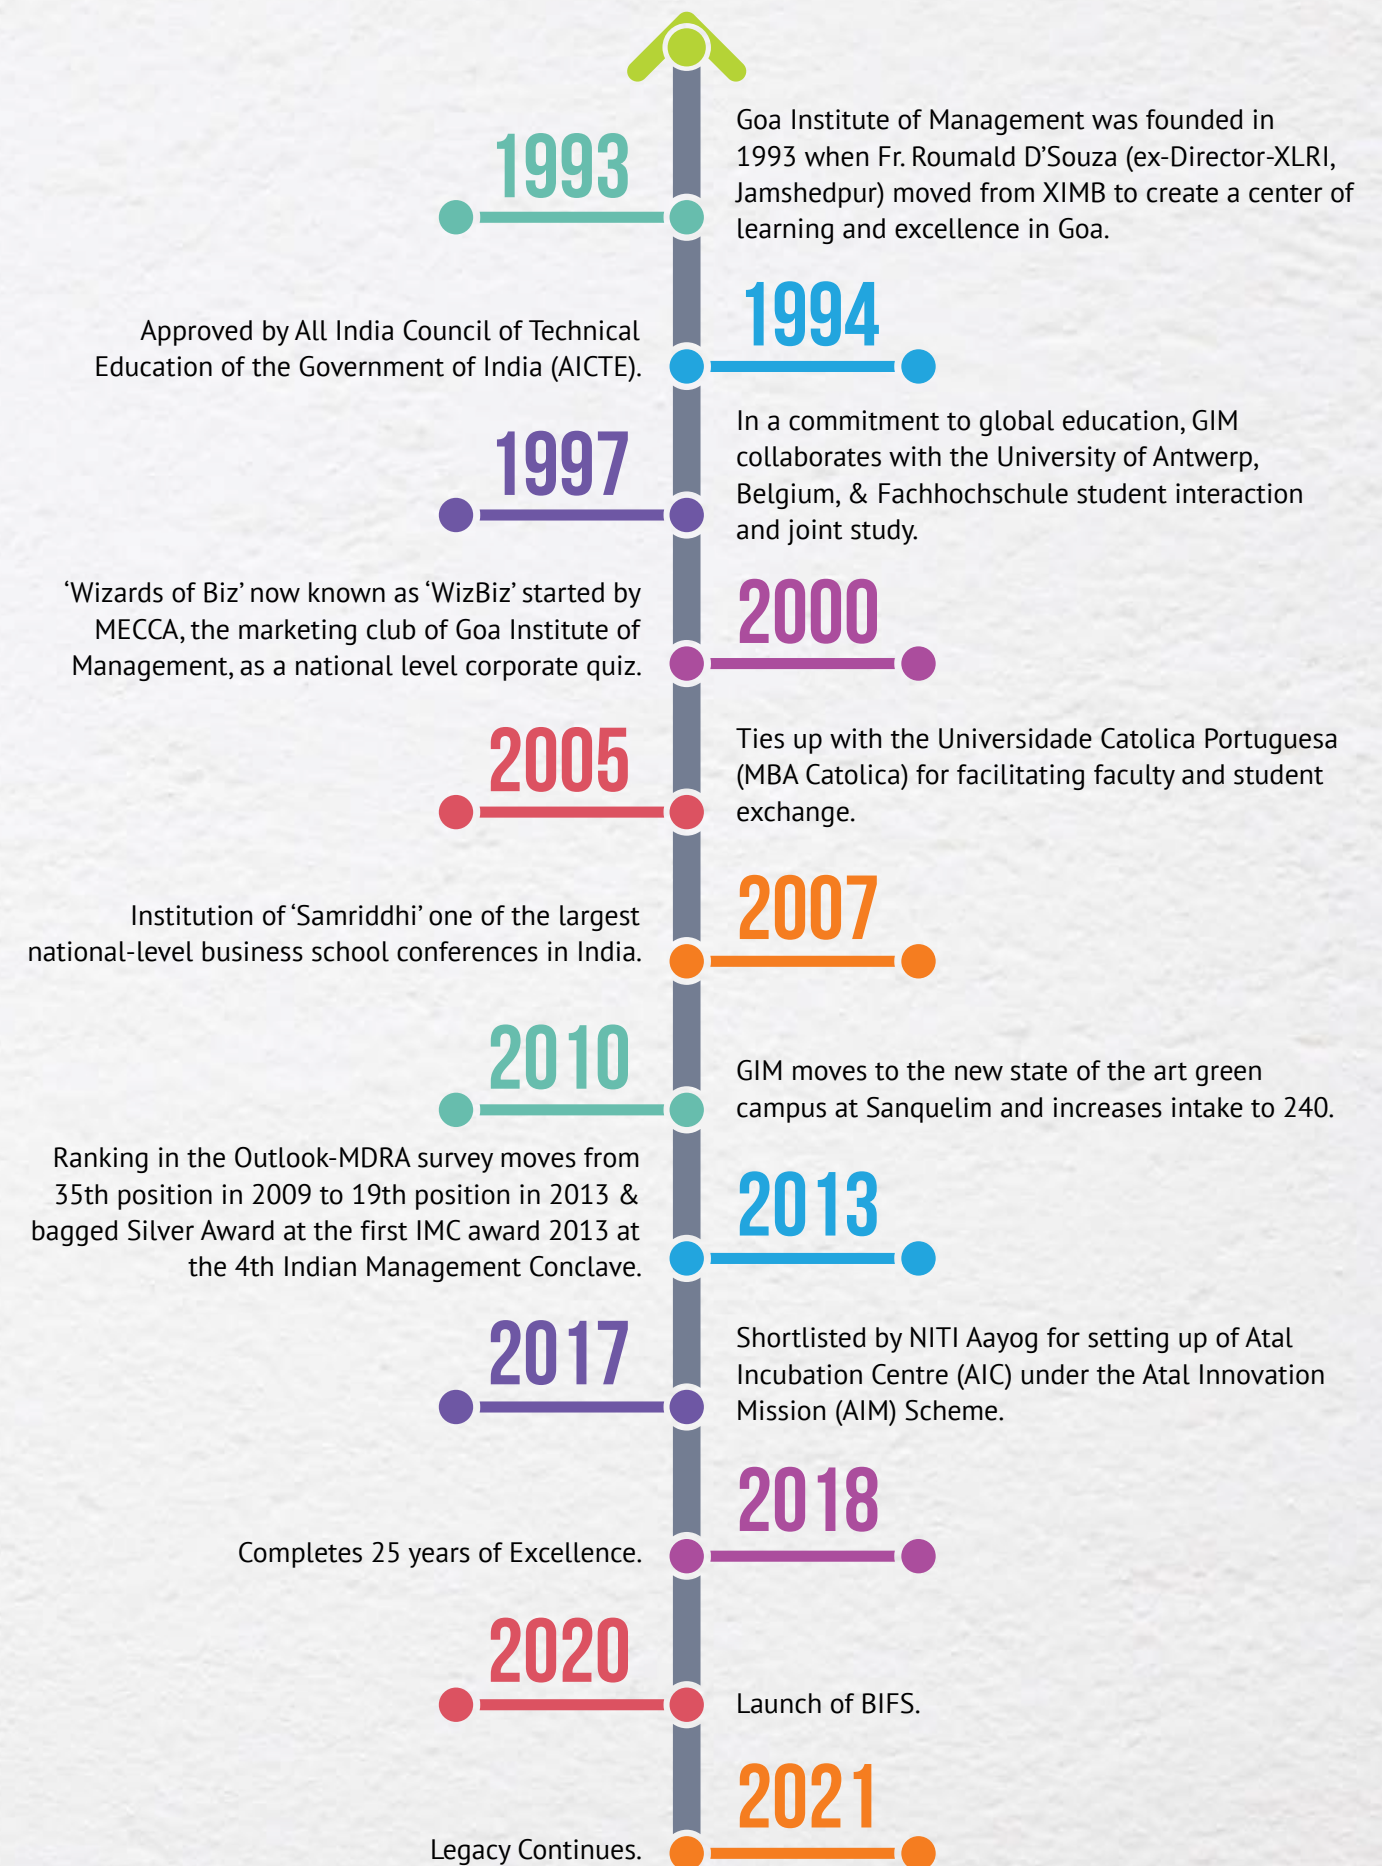 1993
Goa Institute of Management was founded in
1993 when Fr. Roumald D’Souza (ex-Director-XLRI,
Jamshedpur) moved from XIMB to create a center of
learning and excellence in Goa.
1994
Approved by All India Council of Technical
Education of the Government of India (AICTE).
1997
In a commitment to global education, GIM
collaborates with the University of Antwerp,
Belgium, & Fachhochschule student interaction
and joint study.
2000
‘Wizards of Biz’ now known as ‘WizBiz’ started by
MECCA, the marketing club of Goa Institute of
Management, as a national level corporate quiz.
2005
Ties up with the Universidade Catolica Portuguesa
(MBA Catolica) for facilitating faculty and student
exchange.
2007
Institution of ‘Samriddhi’ one of the largest
national-level business school conferences in India.
2010
GIM moves to the new state of the art green
campus at Sanquelim and increases intake to 240.
2013
Ranking in the Outlook-MDRA survey moves from
35th position in 2009 to 19th position in 2013 &
bagged Silver Award at the first IMC award 2013 at
the 4th Indian Management Conclave.
2017
Shortlisted by NITI Aayog for setting up of Atal
Incubation Centre (AIC) under the Atal Innovation
Mission (AIM) Scheme.
2018
Completes 25 years of Excellence.
2020
Launch of BIFS.
2021
Legacy Continues.